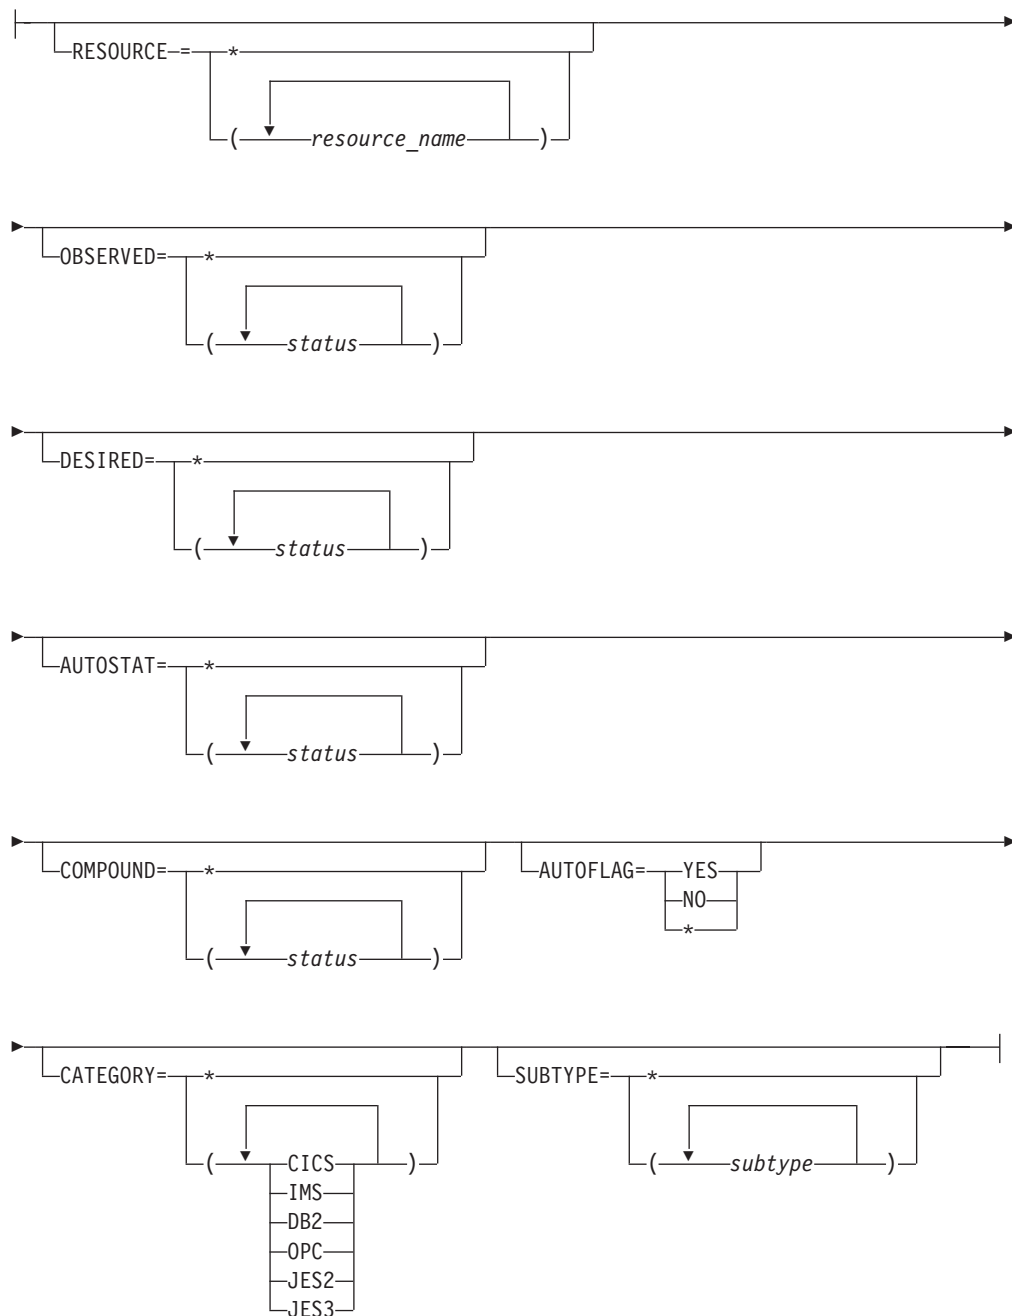 RESOURCE = *
( resource_name )
OBSERVED= *
( status )
DESIRED= *
( status )
AUTOSTAT= *
( status )
COMPOUND= * AUTOFLAG= YES
NO
*
( status )
CATEGORY= * SUBTYPE= *
( CICS ) ( subtype )
IMS
DB2
OPC
JES2
JES3